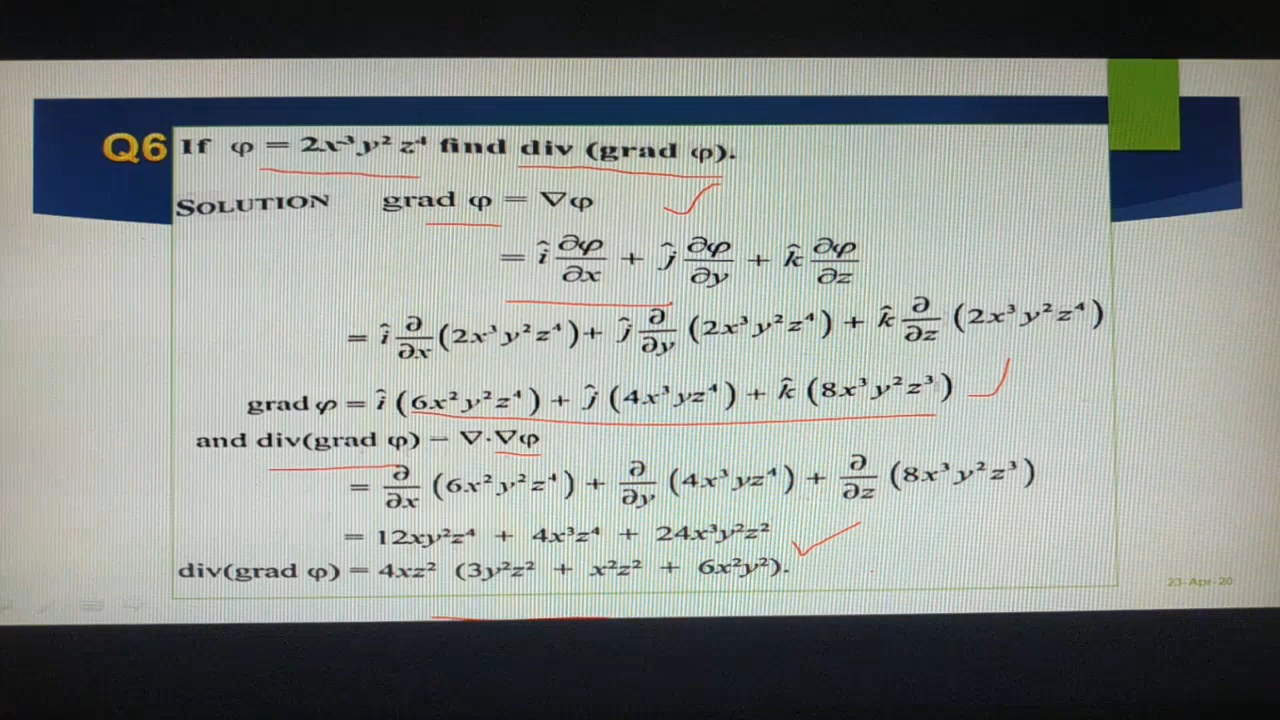 Q6 If φ = 2x³y²z⁴ find div (grad φ).
SOLUTION grad φ = ∇φ
= î ∂φ/∂x + ĵ ∂φ/∂y + k̂ ∂φ/∂z
= î ∂/∂x (2x³y²z⁴) + ĵ ∂/∂y (2x³y²z⁴) + k̂ ∂/∂z (2x³y²z⁴)
grad φ = î (6x²y²z⁴) + ĵ (4x³yz⁴) + k̂ (8x³y²z³)
and div(grad φ) = ∇·∇φ
= ∂/∂x (6x²y²z⁴) + ∂/∂y (4x³yz⁴) + ∂/∂z (8x³y²z³)
= 12xy²z⁴ + 4x³z⁴ + 24x³y²z²
div(grad φ) = 4xz² (3y²z² + x²z² + 6x²y²).
23-Apr-20